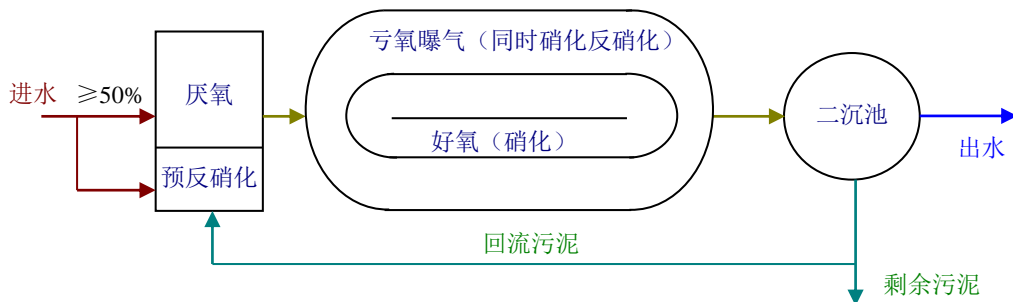 亏氧曝气（同时硝化反硝化）
进水 ≥50%
厌氧
二沉池
好氧（硝化）
出水
预反硝化
回流污泥
剩余污泥